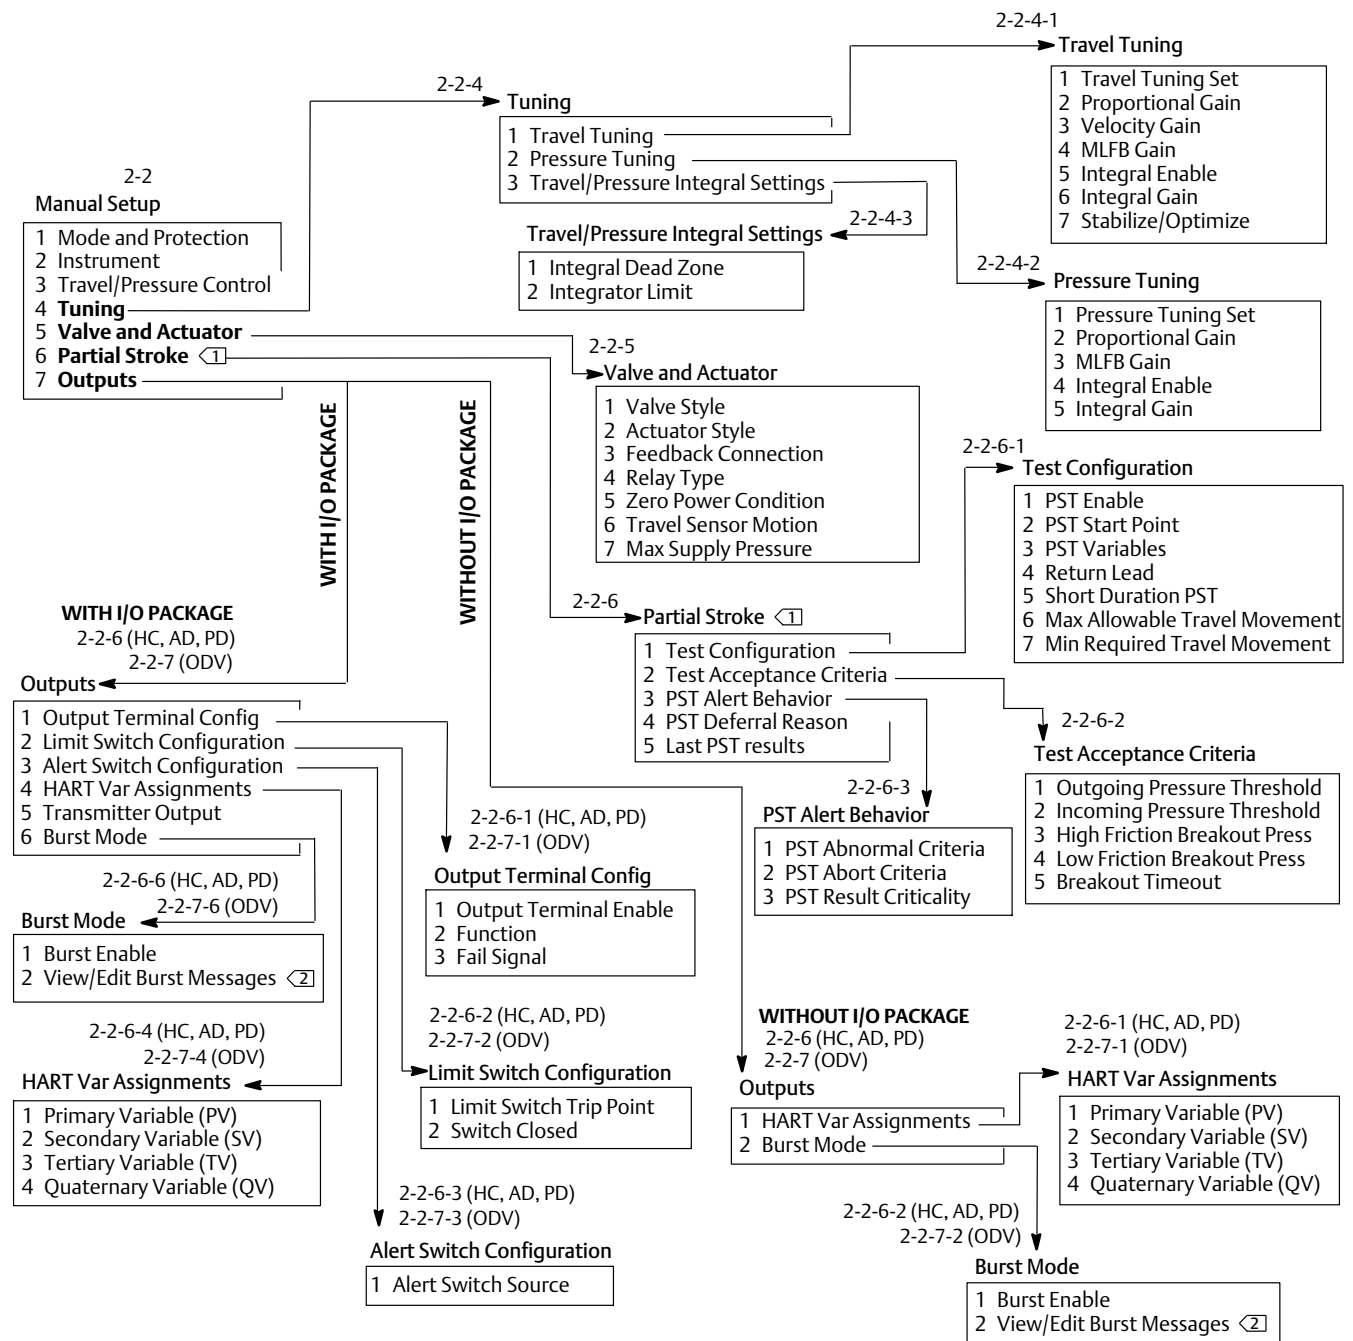 2-2-4-1
Travel Tuning
1 Travel Tuning Set
2 Proportional Gain
3 Velocity Gain
4 MLFB Gain
5 Integral Enable
6 Integral Gain
7 Stabilize/Optimize
2-2-4
Tuning
1 Travel Tuning
2 Pressure Tuning
3 Travel/Pressure Integral Settings
2-2
Manual Setup
1 Mode and Protection
2 Instrument
3 Travel/Pressure Control
4 Tuning
5 Valve and Actuator
6 Partial Stroke 1
7 Outputs
2-2-4-3
Travel/Pressure Integral Settings
1 Integral Dead Zone
2 Integrator Limit
2-2-4-2
Pressure Tuning
1 Pressure Tuning Set
2 Proportional Gain
3 MLFB Gain
4 Integral Enable
5 Integral Gain
2-2-5
Valve and Actuator
1 Valve Style
2 Actuator Style
3 Feedback Connection
4 Relay Type
5 Zero Power Condition
6 Travel Sensor Motion
7 Max Supply Pressure
WITH I/O PACKAGE
WITHOUT I/O PACKAGE
2-2-6-1
Test Configuration
1 PST Enable
2 PST Start Point
3 PST Variables
4 Return Lead
5 Short Duration PST
6 Max Allowable Travel Movement
7 Min Required Travel Movement
2-2-6
Partial Stroke 1
1 Test Configuration
2 Test Acceptance Criteria
3 PST Alert Behavior
4 PST Deferral Reason
5 Last PST results
2-2-6-2
Test Acceptance Criteria
1 Outgoing Pressure Threshold
2 Incoming Pressure Threshold
3 High Friction Breakout Press
4 Low Friction Breakout Press
5 Breakout Timeout
2-2-6-3
PST Alert Behavior
1 PST Abnormal Criteria
2 PST Abort Criteria
3 PST Result Criticality
WITH I/O PACKAGE
2-2-6 (HC, AD, PD)
2-2-7 (ODV)
Outputs
1 Output Terminal Config
2 Limit Switch Configuration
3 Alert Switch Configuration
4 HART Var Assignments
5 Transmitter Output
6 Burst Mode
2-2-6-1 (HC, AD, PD)
2-2-7-1 (ODV)
Output Terminal Config
1 Output Terminal Enable
2 Function
3 Fail Signal
2-2-6-6 (HC, AD, PD)
2-2-7-6 (ODV)
Burst Mode
1 Burst Enable
2 View/Edit Burst Messages 2
2-2-6-2 (HC, AD, PD)
2-2-7-2 (ODV)
Limit Switch Configuration
1 Limit Switch Trip Point
2 Switch Closed
2-2-6-4 (HC, AD, PD)
2-2-7-4 (ODV)
HART Var Assignments
1 Primary Variable (PV)
2 Secondary Variable (SV)
3 Tertiary Variable (TV)
4 Quaternary Variable (QV)
2-2-6-3 (HC, AD, PD)
2-2-7-3 (ODV)
Alert Switch Configuration
1 Alert Switch Source
WITHOUT I/O PACKAGE
2-2-6 (HC, AD, PD)
2-2-7 (ODV)
Outputs
1 HART Var Assignments
2 Burst Mode
2-2-6-1 (HC, AD, PD)
2-2-7-1 (ODV)
HART Var Assignments
1 Primary Variable (PV)
2 Secondary Variable (SV)
3 Tertiary Variable (TV)
4 Quaternary Variable (QV)
2-2-6-2 (HC, AD, PD)
2-2-7-2 (ODV)
Burst Mode
1 Burst Enable
2 View/Edit Burst Messages 2